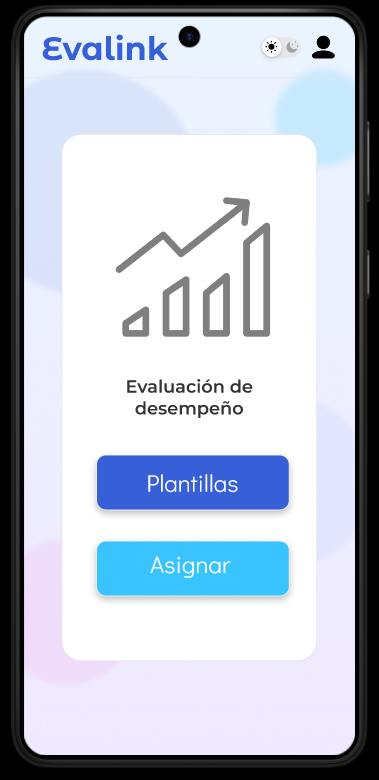 Evalink
Evaluación de
desempeño
Plantillas
Asignar